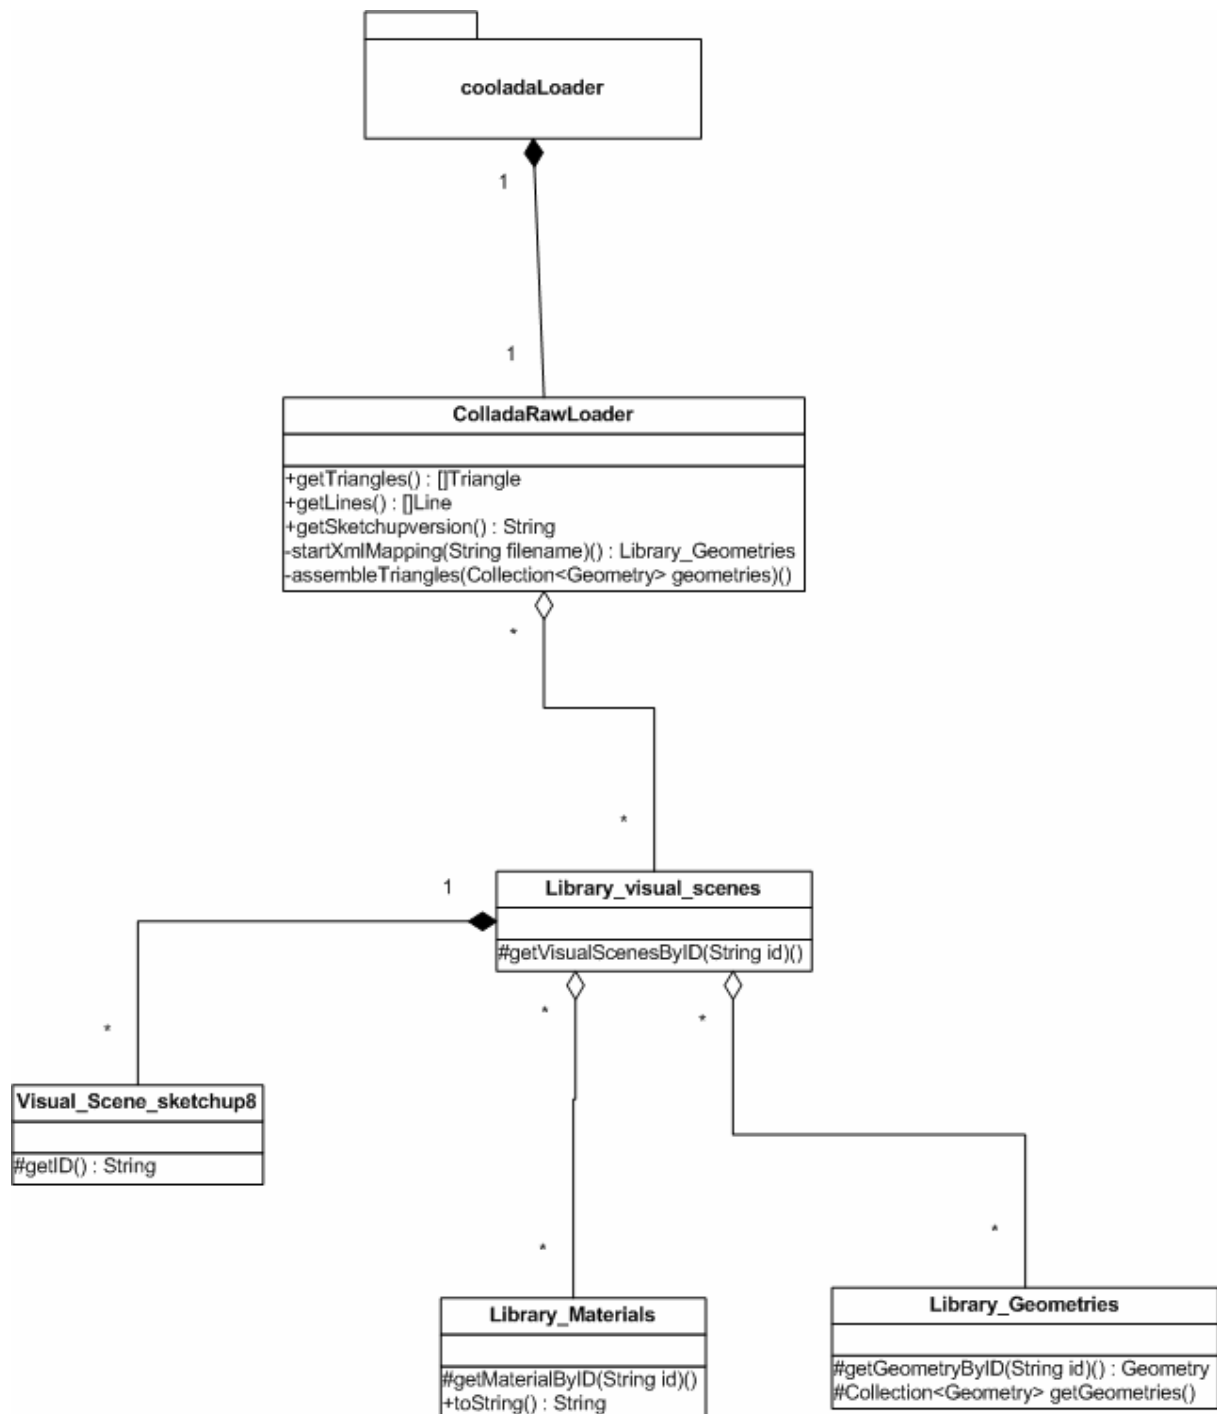 cooladaLoader
1
1
ColladaRawLoader
+getTriangles() : []Triangle
+getLines() : []Line
+getSketchupversion() : String
-startXmlMapping(String filename)() : Library_Geometries
-assembleTriangles(Collection<Geometry> geometries)()
*
*
1
Library_visual_scenes
#getVisualScenesByID(String id)()
*
*
*
Visual_Scene_sketchup8
#getID() : String
*
*
Library_Materials
#getMaterialByID(String id)()
+toString() : String
Library_Geometries
#getGeometryByID(String id)() : Geometry
#Collection<Geometry> getGeometries()